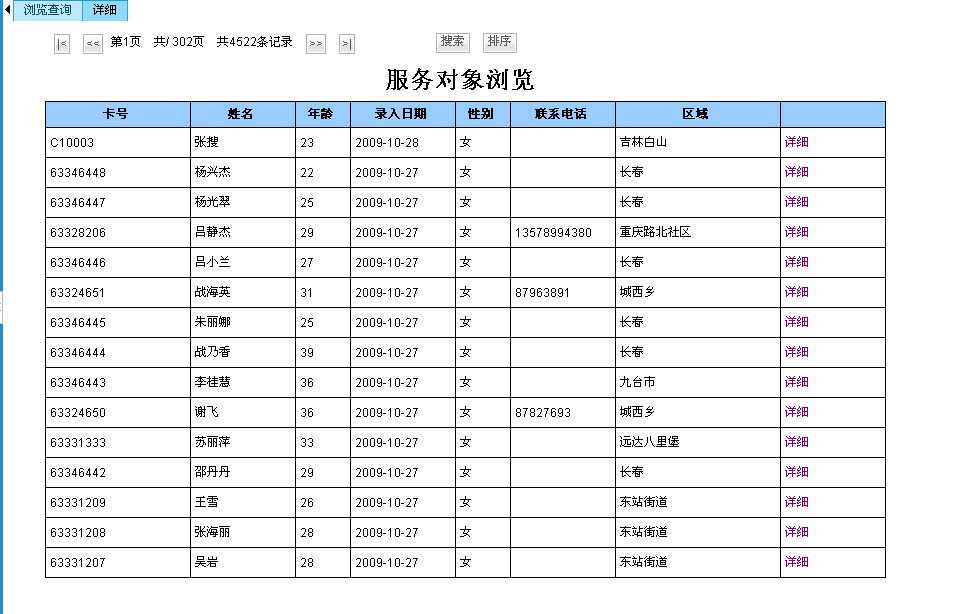 浏览查询 详细
|< << 第1页 共/ 302页 共4522条记录 >> >| 搜索 排序
服务对象浏览
卡号 姓名 年龄 录入日期 性别 联系电话 区域
C10003 张搜 23 2009-10-28 女 吉林白山 详细
63346448 杨兴杰 22 2009-10-27 女 长春 详细
63346447 杨光翠 25 2009-10-27 女 长春 详细
63328206 吕静杰 29 2009-10-27 女 13578994380 重庆路北社区 详细
63346446 吕小兰 27 2009-10-27 女 长春 详细
63324651 战海英 31 2009-10-27 女 87963891 城西乡 详细
63346445 朱丽娜 25 2009-10-27 女 长春 详细
63346444 战乃香 39 2009-10-27 女 长春 详细
63346443 李桂慧 36 2009-10-27 女 九台市 详细
63324650 谢飞 36 2009-10-27 女 87827693 城西乡 详细
63331333 苏丽萍 33 2009-10-27 女 远达八里堡 详细
63346442 邵丹丹 29 2009-10-27 女 长春 详细
63331209 王雪 26 2009-10-27 女 东站街道 详细
63331208 张海丽 28 2009-10-27 女 东站街道 详细
63331207 吴岩 28 2009-10-27 女 东站街道 详细